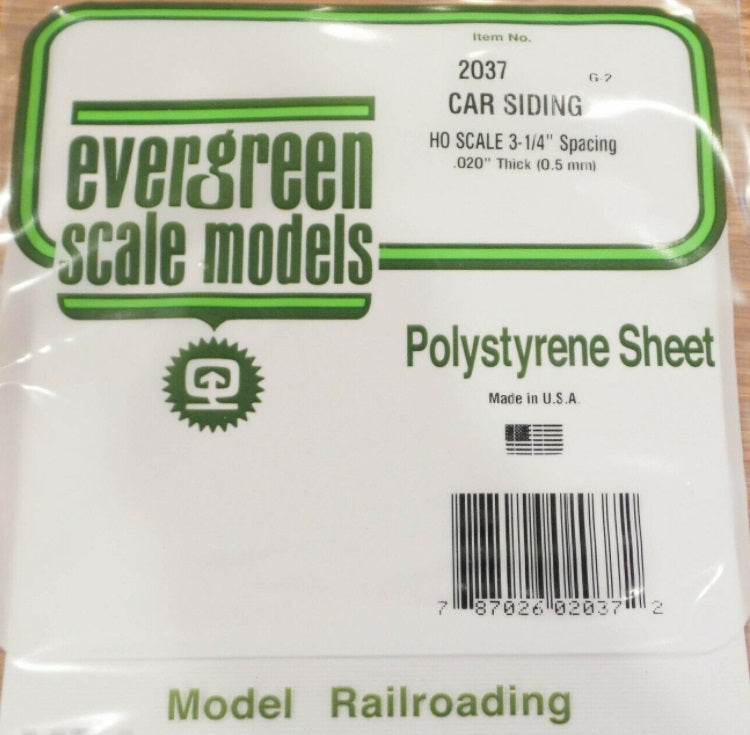 Item No.
2037 G-2
CAR SIDING
HO SCALE 3-1/4" Spacing
.020" Thick (0.5 mm)
evergreen
scale models
Polystyrene Sheet
Made in U.S.A.
7 87026 02037 2
Model Railroading